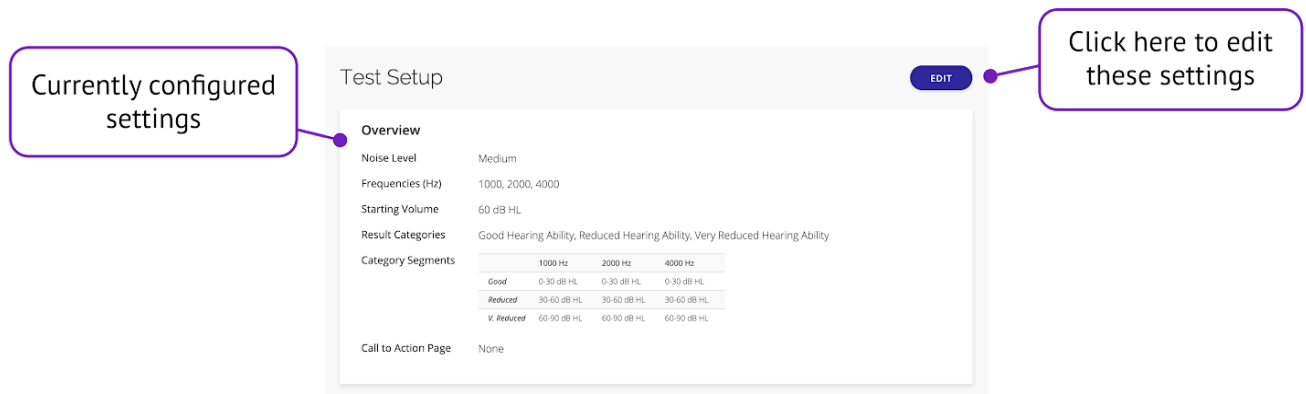 Currently configured
settings
Click here to edit
these settings
Test Setup
EDIT
Overview
Noise Level Medium
Frequencies (Hz) 1000, 2000, 4000
Starting Volume 60 dB HL
Result Categories Good Hearing Ability, Reduced Hearing Ability, Very Reduced Hearing Ability
Category Segments
1000 Hz 2000 Hz 4000 Hz
Good 0-30 dB HL 0-30 dB HL 0-30 dB HL
Reduced 30-60 dB HL 30-60 dB HL 30-60 dB HL
V. Reduced 60-90 dB HL 60-90 dB HL 60-90 dB HL
Call to Action Page None